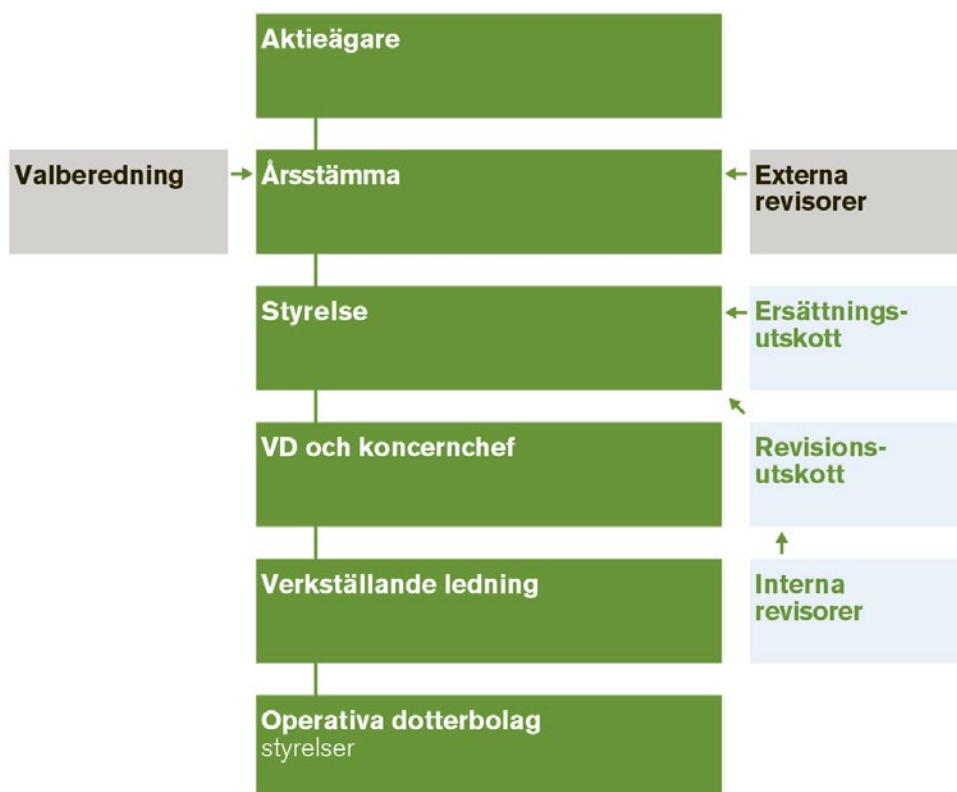 Aktieägare
Valberedning
Årsstämma
Externa
revisorer
Styrelse
Ersättnings-
utskott
VD och koncernchef
Revisions-
utskott
Verkställande ledning
Interna
revisorer
Operativa dotterbolag
styrelser